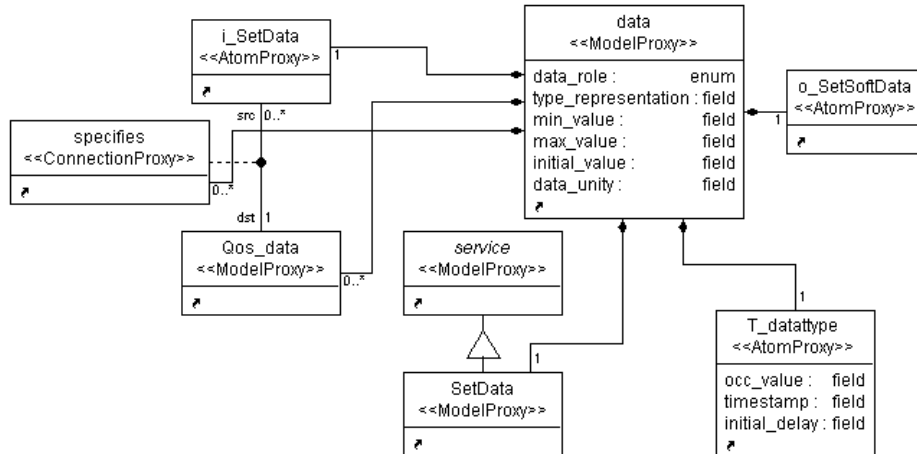 i_SetData
<<AtomProxy>>
1
data
<<ModelProxy>>
data_role : enum
type_representation : field
min_value : field
max_value : field
initial_value : field
data_unity : field
o_SetSoftData
<<AtomProxy>>
1
src 0..*
specifies
<<ConnectionProxy>>
0..*
dst 1
Qos_data
<<ModelProxy>>
0..*
service
<<ModelProxy>>
SetData
<<ModelProxy>>
1
1
T_datattype
<<AtomProxy>>
occ_value : field
timestamp : field
initial_delay : field